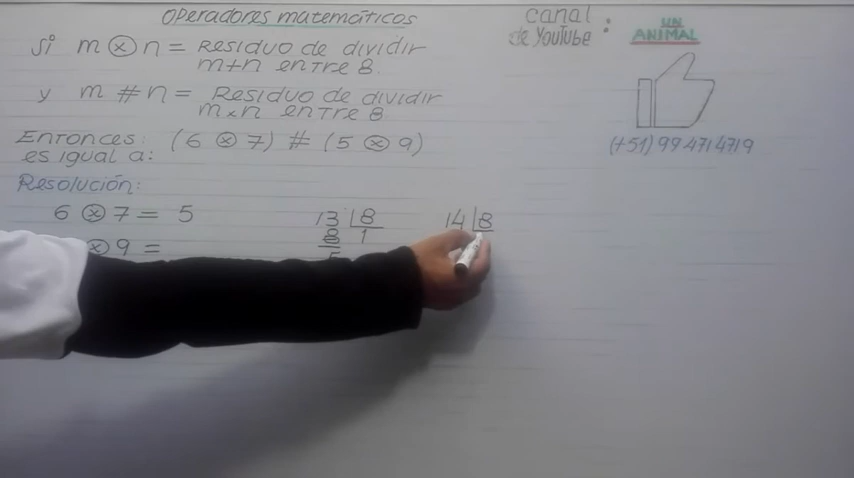 Operadores matemáticos
canal de YouTube : UN ANIMAL
Si m ⊗ n = Residuo de dividir
m+n entre 8.
y m # n = Residuo de dividir
m×n entre 8
Entonces: (6 ⊗ 7) # (5 ⊗ 9)
es igual a:
(+51) 994714719
Resolución:
6 ⊗ 7 = 5
13 8
8 1
5
14 8
⊗ 9 =